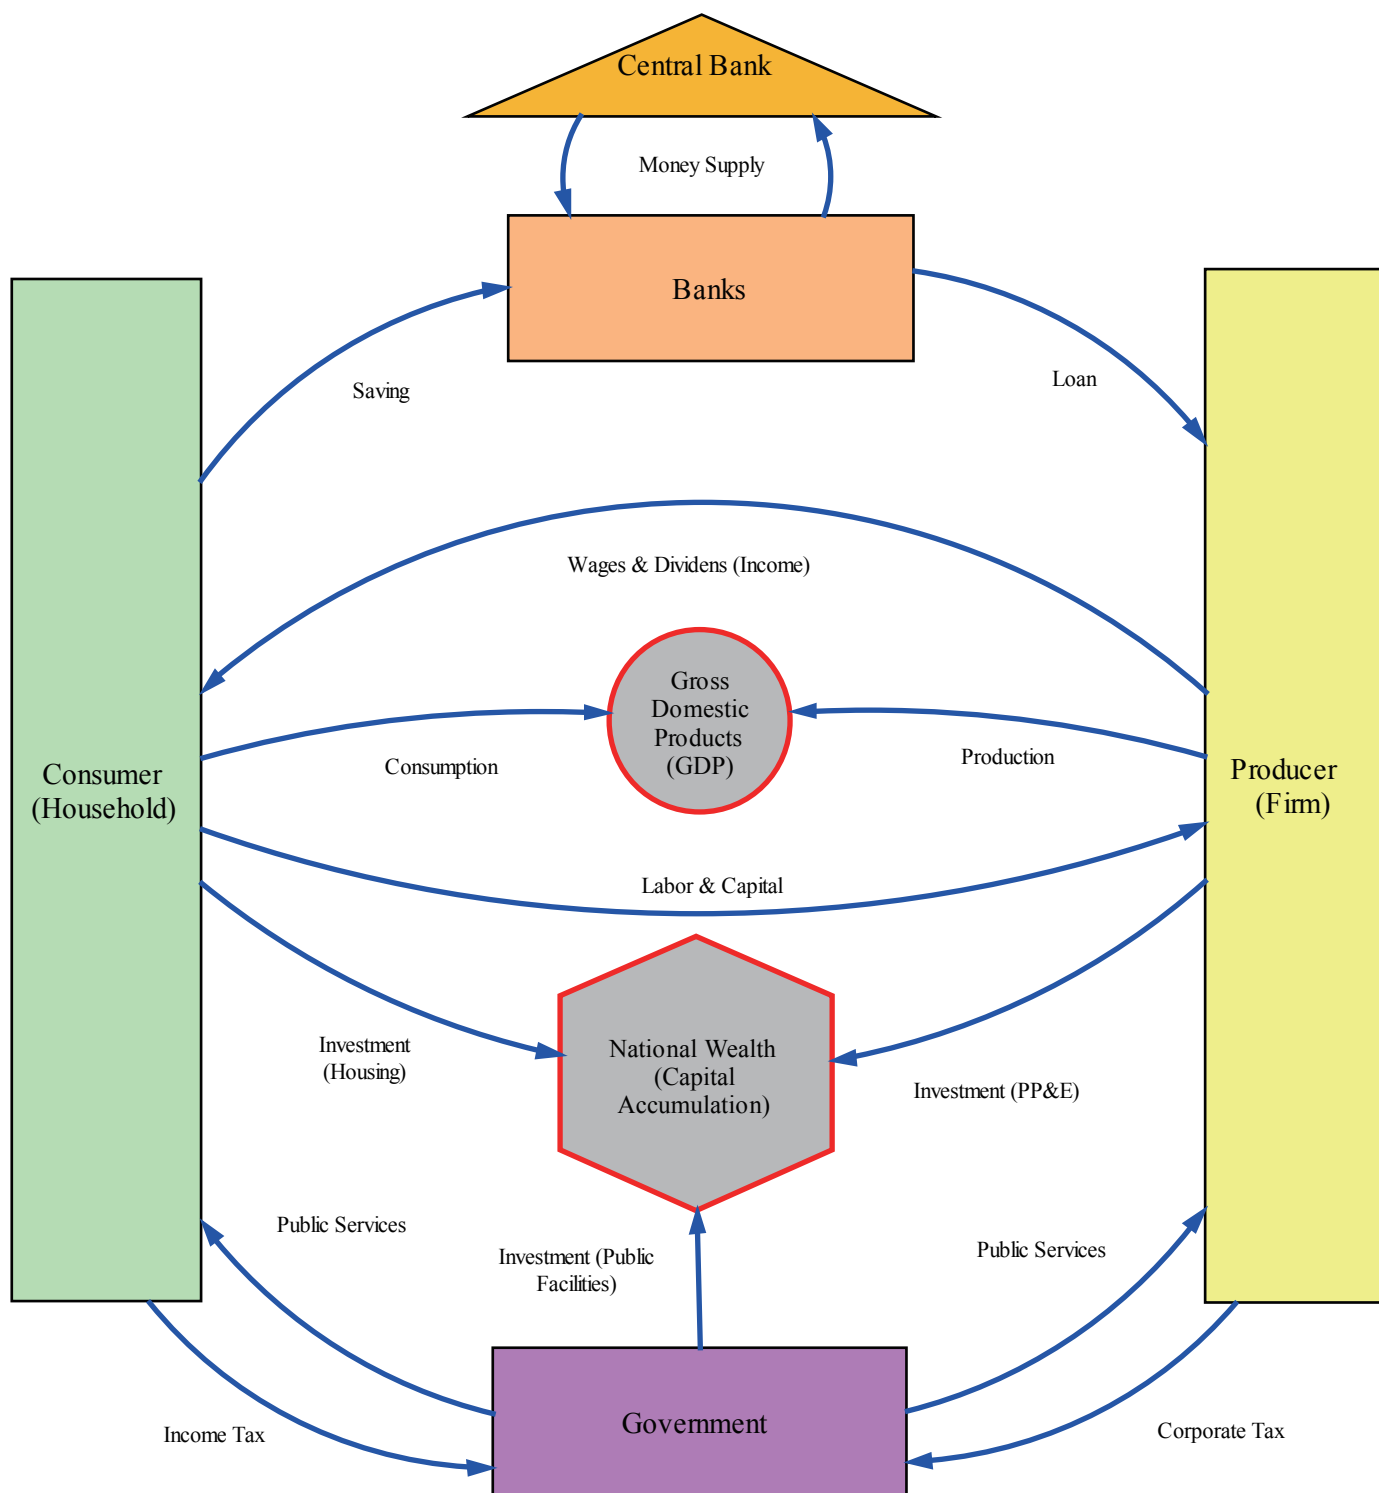 Central Bank
Money Supply
Banks
Saving
Loan
Wages & Dividens (Income)
Gross
Domestic
Products
(GDP)
Consumption
Production
Consumer
(Household)
Producer
(Firm)
Labor & Capital
Investment
(Housing)
National Wealth
(Capital
Accumulation)
Investment (PP&E)
Public Services
Investment (Public
Facilities)
Public Services
Government
Income Tax
Corporate Tax